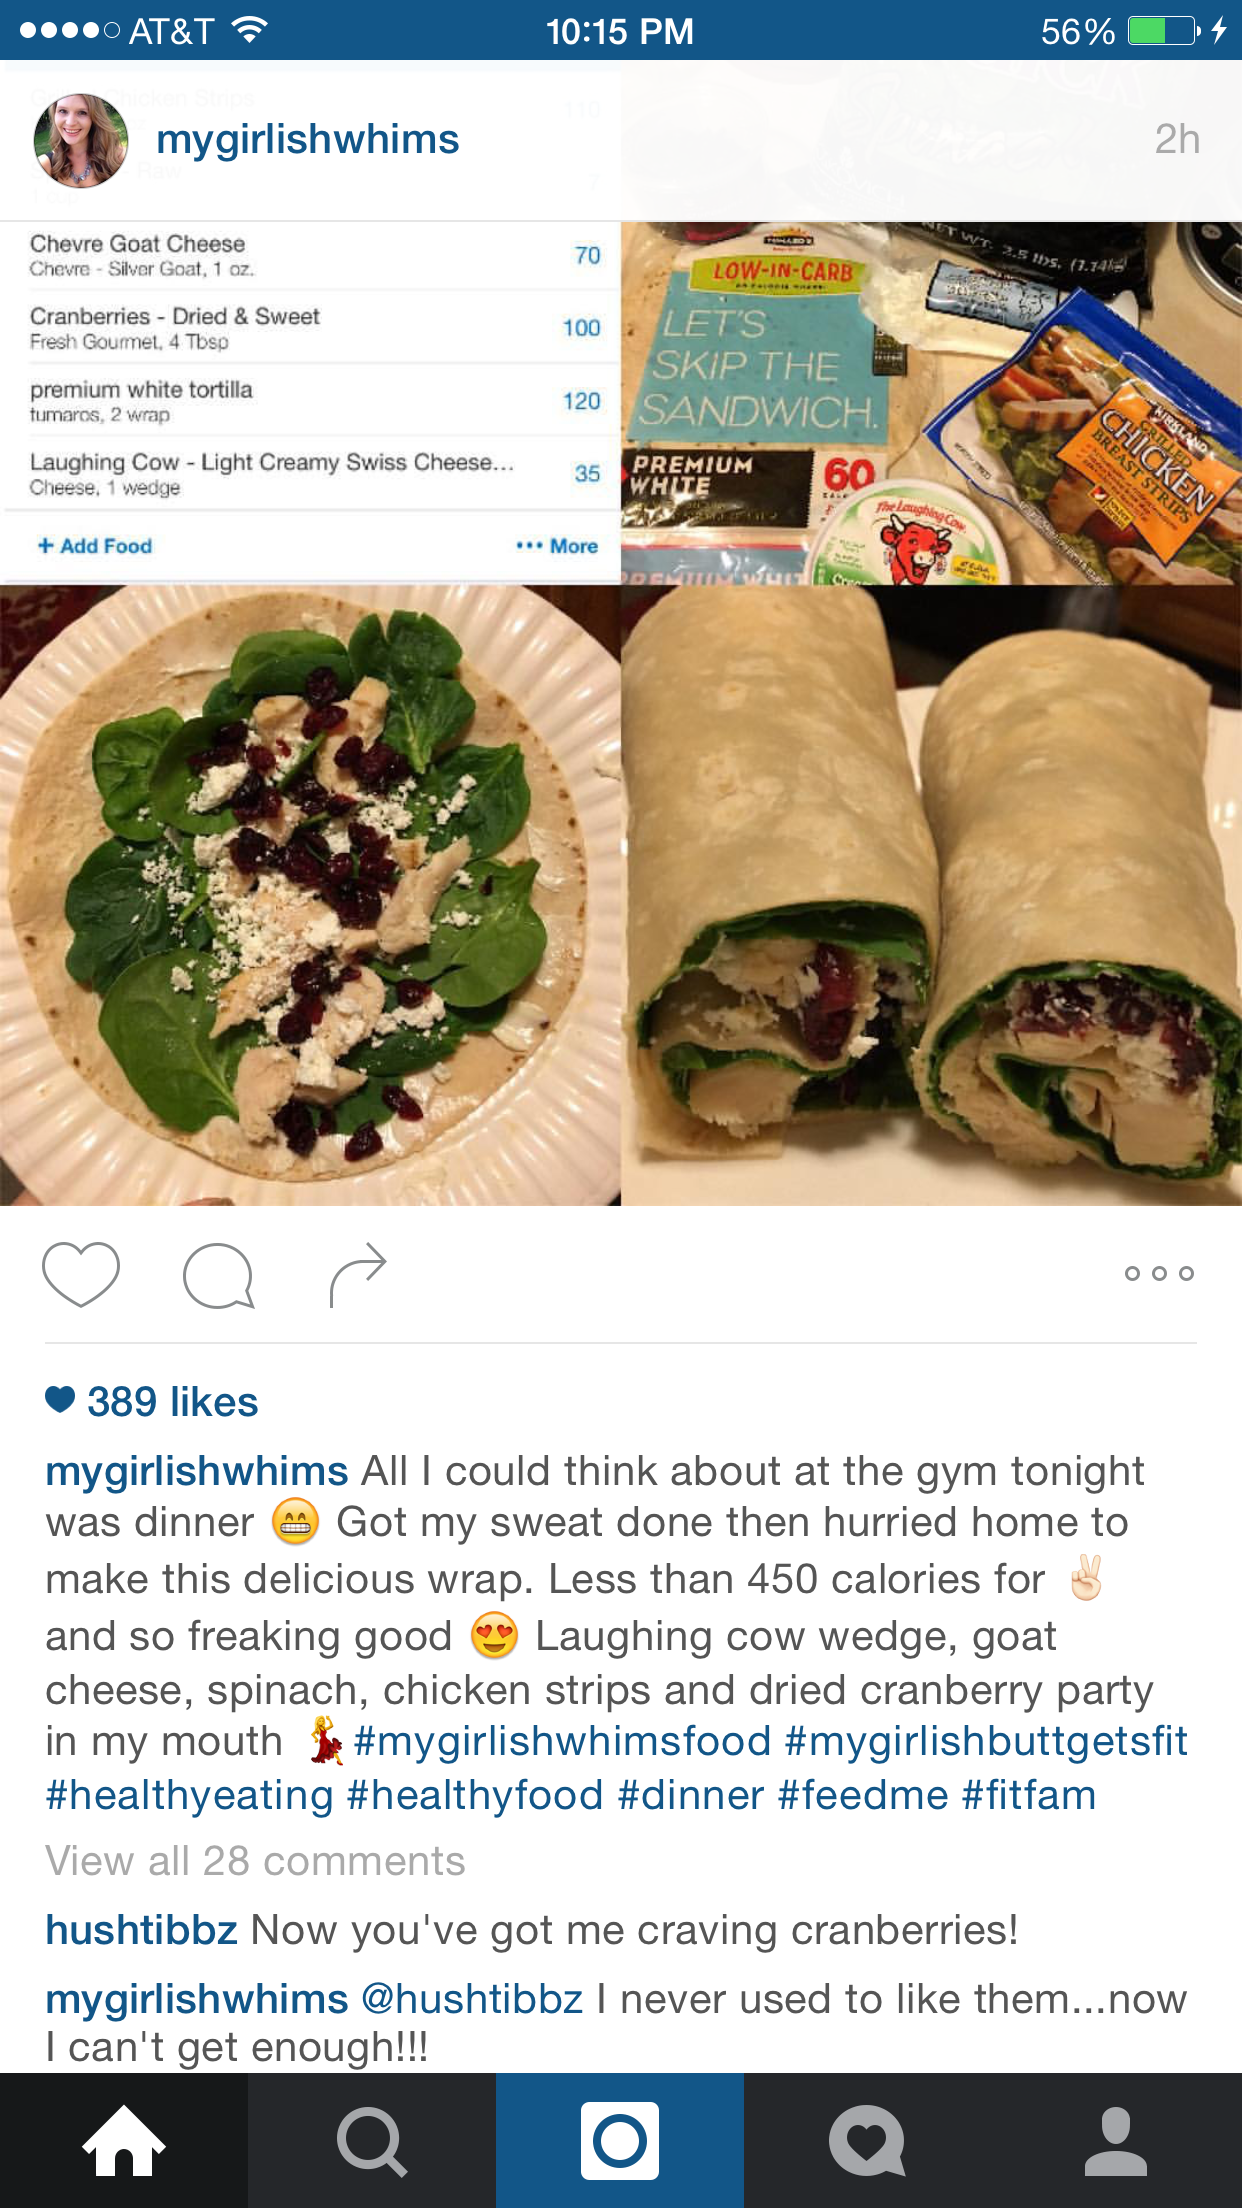 AT&T 10:15 PM 56%
Chicken Strips
110
mygirlishwhims 2h
Raw
7
Chevre Goat Cheese
70
Chevre - Silver Goat, 1 oz.
Cranberries - Dried & Sweet
100
Fresh Gourmet, 4 Tbsp
premium white tortilla
120
tumaros, 2 wrap
Laughing Cow - Light Creamy Swiss Cheese...
35
Cheese, 1 wedge
+ Add Food ••• More
NET WT. 2.5 lbs.
LOW-IN-CARB
LET'S
SKIP THE
SANDWICH.
PREMIUM
WHITE
60
The Laughing Cow
PREMIUM WHIT
KIRKLAND
GRILLED
CHICKEN
BREAST STRIPS
389 likes
mygirlishwhims All I could think about at the gym tonight
was dinner 😁 Got my sweat done then hurried home to
make this delicious wrap. Less than 450 calories for ✌🏻
and so freaking good 😍 Laughing cow wedge, goat
cheese, spinach, chicken strips and dried cranberry party
in my mouth 💃 #mygirlishwhimsfood #mygirlishbuttgetsfit
#healthyeating #healthyfood #dinner #feedme #fitfam
View all 28 comments
hushtibbz Now you've got me craving cranberries!
mygirlishwhims @hushtibbz I never used to like them...now
I can't get enough!!!